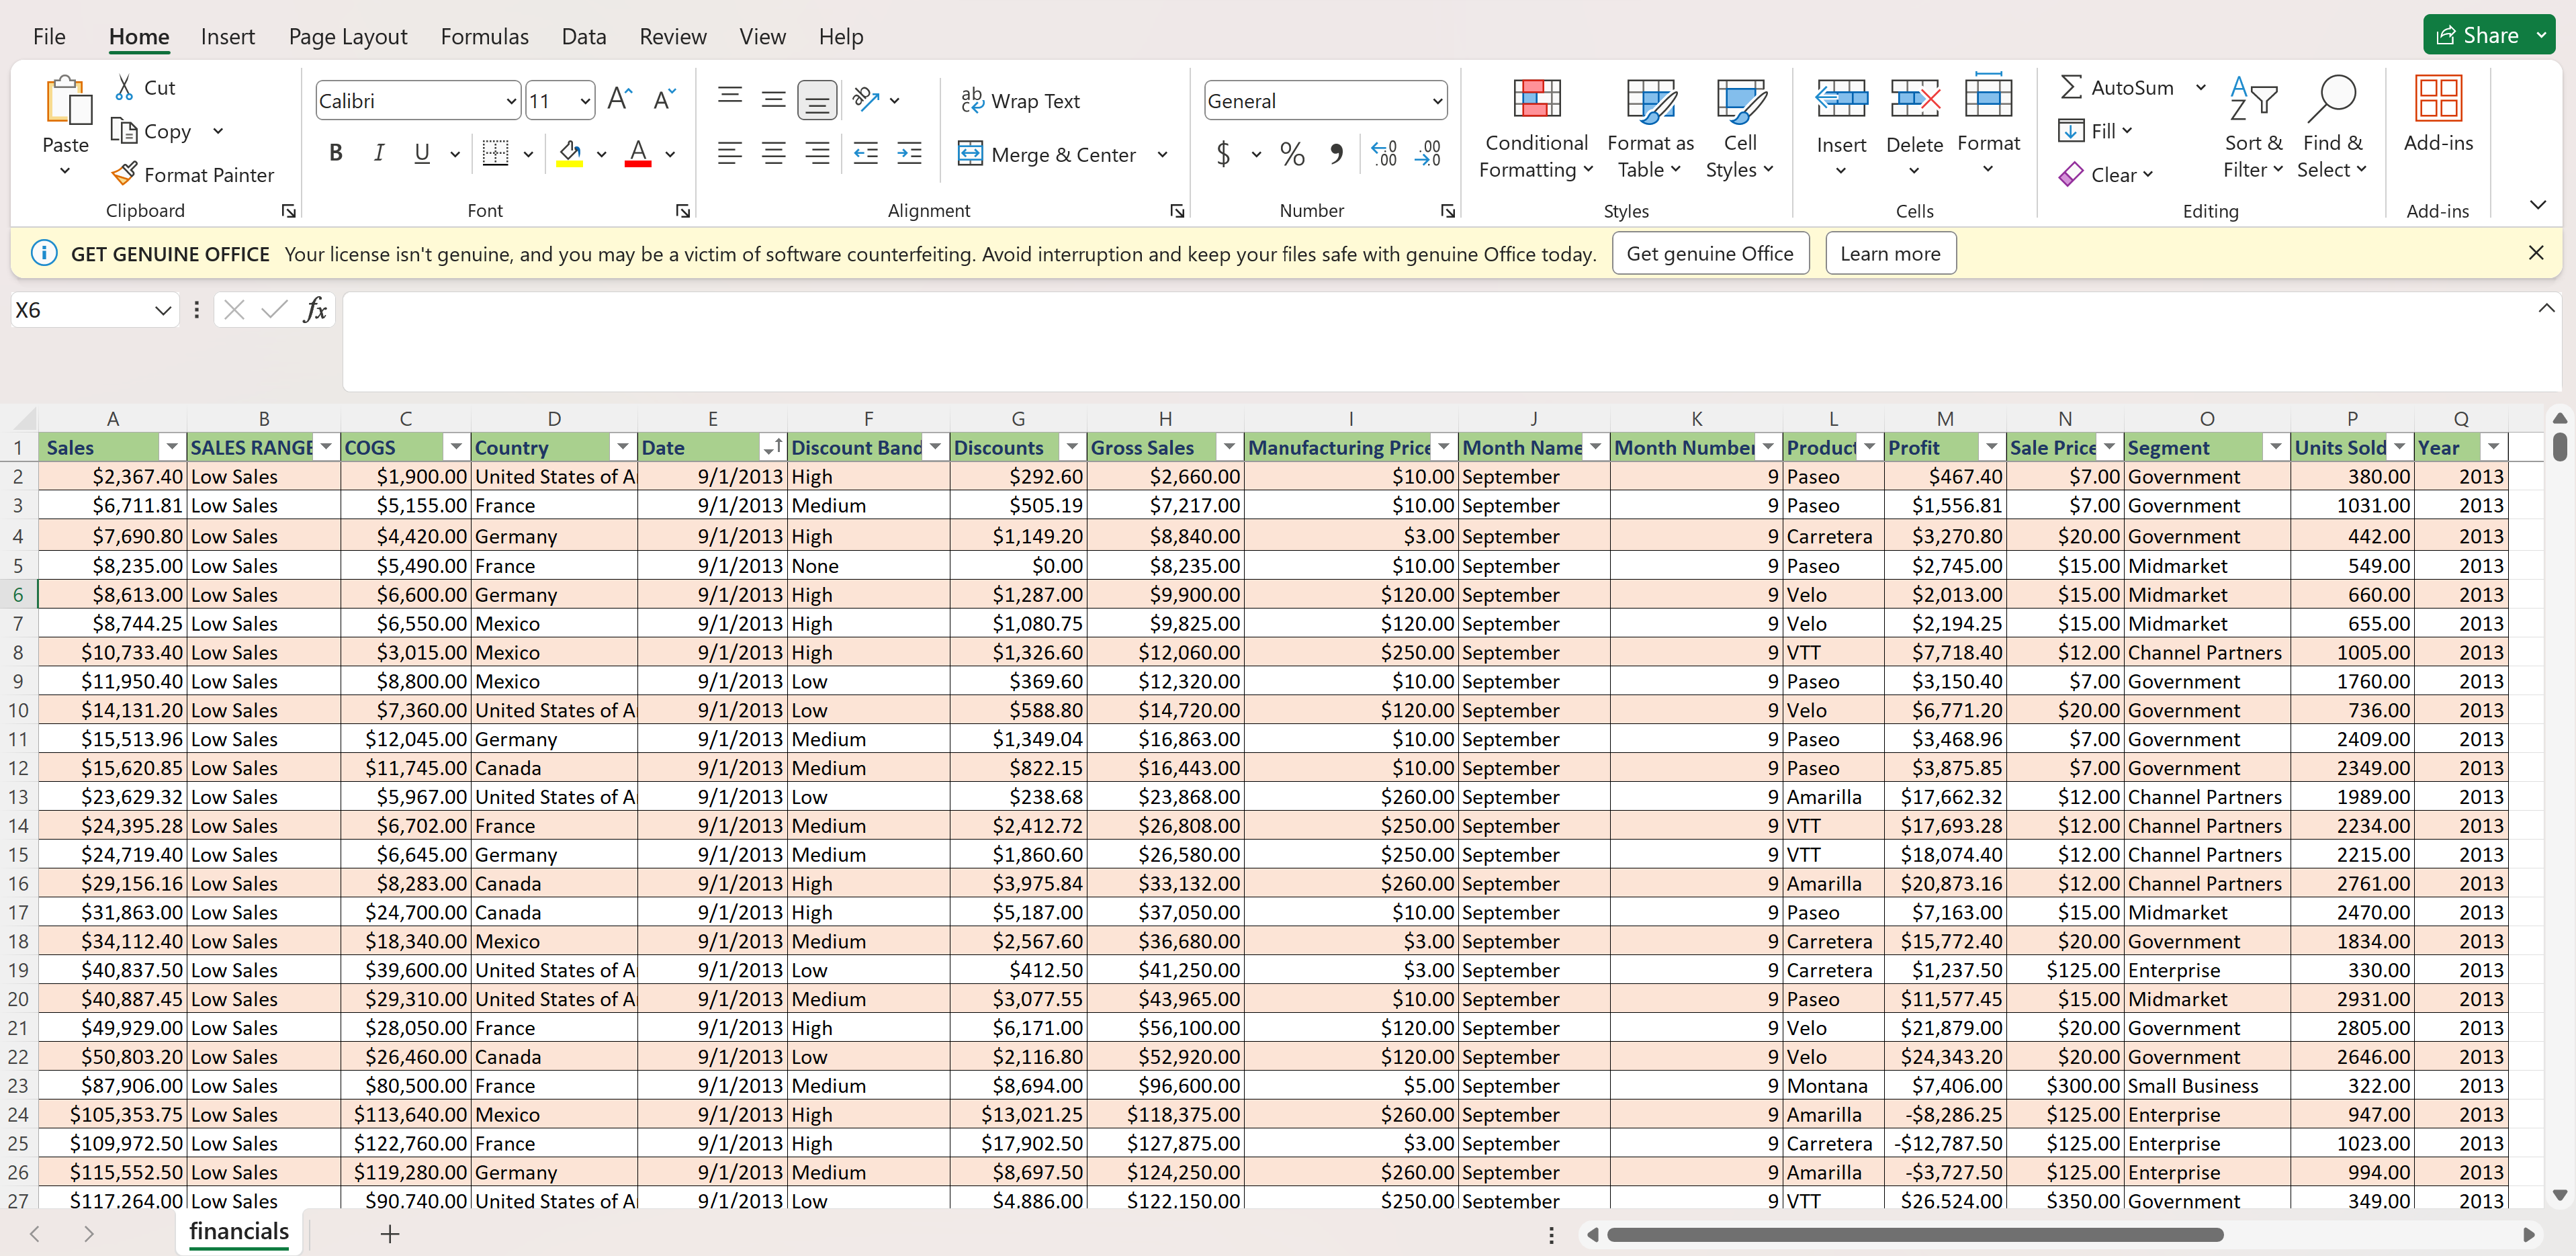 File Home Insert Page Layout Formulas Data Review View Help Share
Paste Cut Copy Format Painter Clipboard
Calibri 11 B I U A Font
Wrap Text Merge & Center Alignment
General $ % Number
Conditional Formatting Format as Table Cell Styles Styles
Insert Delete Format Cells
AutoSum Fill Clear Sort & Filter Find & Select Editing
Add-ins Add-ins
GET GENUINE OFFICE Your license isn't genuine, and you may be a victim of software counterfeiting. Avoid interruption and keep your files safe with genuine Office today. Get genuine Office Learn more
X6 fx
A B C D E F G H I J K L M N O P Q
1 Sales SALES RANGE COGS Country Date Discount Band Discounts Gross Sales Manufacturing Price Month Name Month Number Product Profit Sale Price Segment Units Sold Year
2 $2,367.40 Low Sales $1,900.00 United States of A 9/1/2013 High $292.60 $2,660.00 $10.00 September 9 Paseo $467.40 $7.00 Government 380.00 2013
3 $6,711.81 Low Sales $5,155.00 France 9/1/2013 Medium $505.19 $7,217.00 $10.00 September 9 Paseo $1,556.81 $7.00 Government 1031.00 2013
4 $7,690.80 Low Sales $4,420.00 Germany 9/1/2013 High $1,149.20 $8,840.00 $3.00 September 9 Carretera $3,270.80 $20.00 Government 442.00 2013
5 $8,235.00 Low Sales $5,490.00 France 9/1/2013 None $0.00 $8,235.00 $10.00 September 9 Paseo $2,745.00 $15.00 Midmarket 549.00 2013
6 $8,613.00 Low Sales $6,600.00 Germany 9/1/2013 High $1,287.00 $9,900.00 $120.00 September 9 Velo $2,013.00 $15.00 Midmarket 660.00 2013
7 $8,744.25 Low Sales $6,550.00 Mexico 9/1/2013 High $1,080.75 $9,825.00 $120.00 September 9 Velo $2,194.25 $15.00 Midmarket 655.00 2013
8 $10,733.40 Low Sales $3,015.00 Mexico 9/1/2013 High $1,326.60 $12,060.00 $250.00 September 9 VTT $7,718.40 $12.00 Channel Partners 1005.00 2013
9 $11,950.40 Low Sales $8,800.00 Mexico 9/1/2013 Low $369.60 $12,320.00 $10.00 September 9 Paseo $3,150.40 $7.00 Government 1760.00 2013
10 $14,131.20 Low Sales $7,360.00 United States of A 9/1/2013 Low $588.80 $14,720.00 $120.00 September 9 Velo $6,771.20 $20.00 Government 736.00 2013
11 $15,513.96 Low Sales $12,045.00 Germany 9/1/2013 Medium $1,349.04 $16,863.00 $10.00 September 9 Paseo $3,468.96 $7.00 Government 2409.00 2013
12 $15,620.85 Low Sales $11,745.00 Canada 9/1/2013 Medium $822.15 $16,443.00 $10.00 September 9 Paseo $3,875.85 $7.00 Government 2349.00 2013
13 $23,629.32 Low Sales $5,967.00 United States of A 9/1/2013 Low $238.68 $23,868.00 $260.00 September 9 Amarilla $17,662.32 $12.00 Channel Partners 1989.00 2013
14 $24,395.28 Low Sales $6,702.00 France 9/1/2013 Medium $2,412.72 $26,808.00 $250.00 September 9 VTT $17,693.28 $12.00 Channel Partners 2234.00 2013
15 $24,719.40 Low Sales $6,645.00 Germany 9/1/2013 Medium $1,860.60 $26,580.00 $250.00 September 9 VTT $18,074.40 $12.00 Channel Partners 2215.00 2013
16 $29,156.16 Low Sales $8,283.00 Canada 9/1/2013 High $3,975.84 $33,132.00 $260.00 September 9 Amarilla $20,873.16 $12.00 Channel Partners 2761.00 2013
17 $31,863.00 Low Sales $24,700.00 Canada 9/1/2013 High $5,187.00 $37,050.00 $10.00 September 9 Paseo $7,163.00 $15.00 Midmarket 2470.00 2013
18 $34,112.40 Low Sales $18,340.00 Mexico 9/1/2013 Medium $2,567.60 $36,680.00 $3.00 September 9 Carretera $15,772.40 $20.00 Government 1834.00 2013
19 $40,837.50 Low Sales $39,600.00 United States of A 9/1/2013 Low $412.50 $41,250.00 $3.00 September 9 Carretera $1,237.50 $125.00 Enterprise 330.00 2013
20 $40,887.45 Low Sales $29,310.00 United States of A 9/1/2013 Medium $3,077.55 $43,965.00 $10.00 September 9 Paseo $11,577.45 $15.00 Midmarket 2931.00 2013
21 $49,929.00 Low Sales $28,050.00 France 9/1/2013 High $6,171.00 $56,100.00 $120.00 September 9 Velo $21,879.00 $20.00 Government 2805.00 2013
22 $50,803.20 Low Sales $26,460.00 Canada 9/1/2013 Low $2,116.80 $52,920.00 $120.00 September 9 Velo $24,343.20 $20.00 Government 2646.00 2013
23 $87,906.00 Low Sales $80,500.00 France 9/1/2013 Medium $8,694.00 $96,600.00 $5.00 September 9 Montana $7,406.00 $300.00 Small Business 322.00 2013
24 $105,353.75 Low Sales $113,640.00 Mexico 9/1/2013 High $13,021.25 $118,375.00 $260.00 September 9 Amarilla -$8,286.25 $125.00 Enterprise 947.00 2013
25 $109,972.50 Low Sales $122,760.00 France 9/1/2013 High $17,902.50 $127,875.00 $3.00 September 9 Carretera -$12,787.50 $125.00 Enterprise 1023.00 2013
26 $115,552.50 Low Sales $119,280.00 Germany 9/1/2013 Medium $8,697.50 $124,250.00 $260.00 September 9 Amarilla -$3,727.50 $125.00 Enterprise 994.00 2013
27 $117,264.00 Low Sales $90,740.00 United States of A 9/1/2013 Low $4,886.00 $122,150.00 $250.00 September 9 VTT $26,524.00 $350.00 Government 349.00 2013
financials